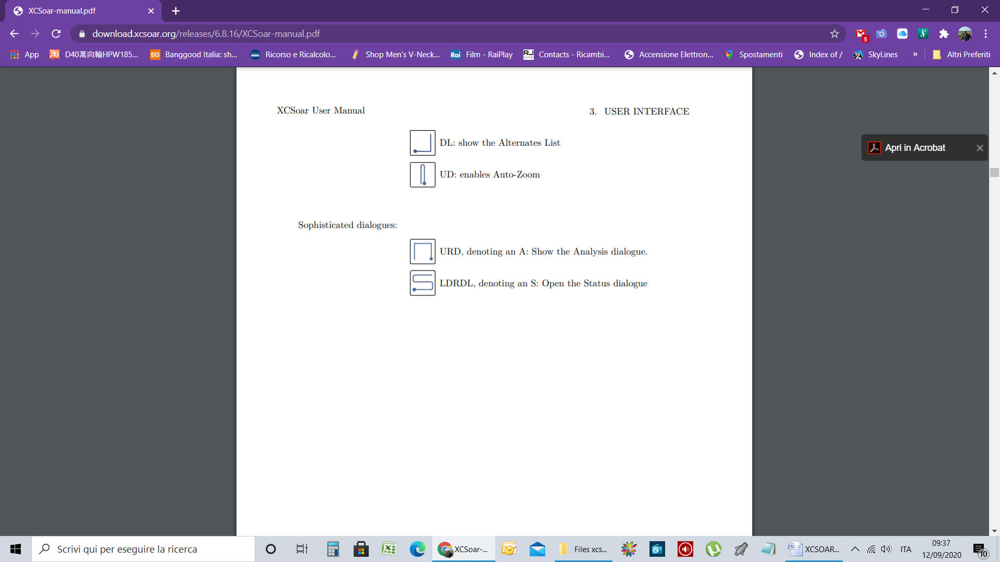 XCSoar-manual.pdf
download.xcsoar.org/releases/6.8.16/XCSoar-manual.pdf
5
App
淘 D40萬向輪HPW185...
BG Banggood Italia: sh...
Ricorso e Ricalcolo...
Shop Men's V-Neck...
Rai Film - RaiPlay
RJ Contacts - Ricambi...
Accensione Elettron...
Spostamenti
Index of /
SkyLines
»
Altri Preferiti
XCSoar User Manual
3. USER INTERFACE
DL: show the Alternates List
UD: enables Auto-Zoom
Apri in Acrobat
Sophisticated dialogues:
URD, denoting an A: Show the Analysis dialogue.
LDRDL, denoting an S: Open the Status dialogue
Scrivi qui per eseguire la ricerca
XCSoar-...
Files xcs...
XCSOAR...
ITA
09:37
12/09/2020
10